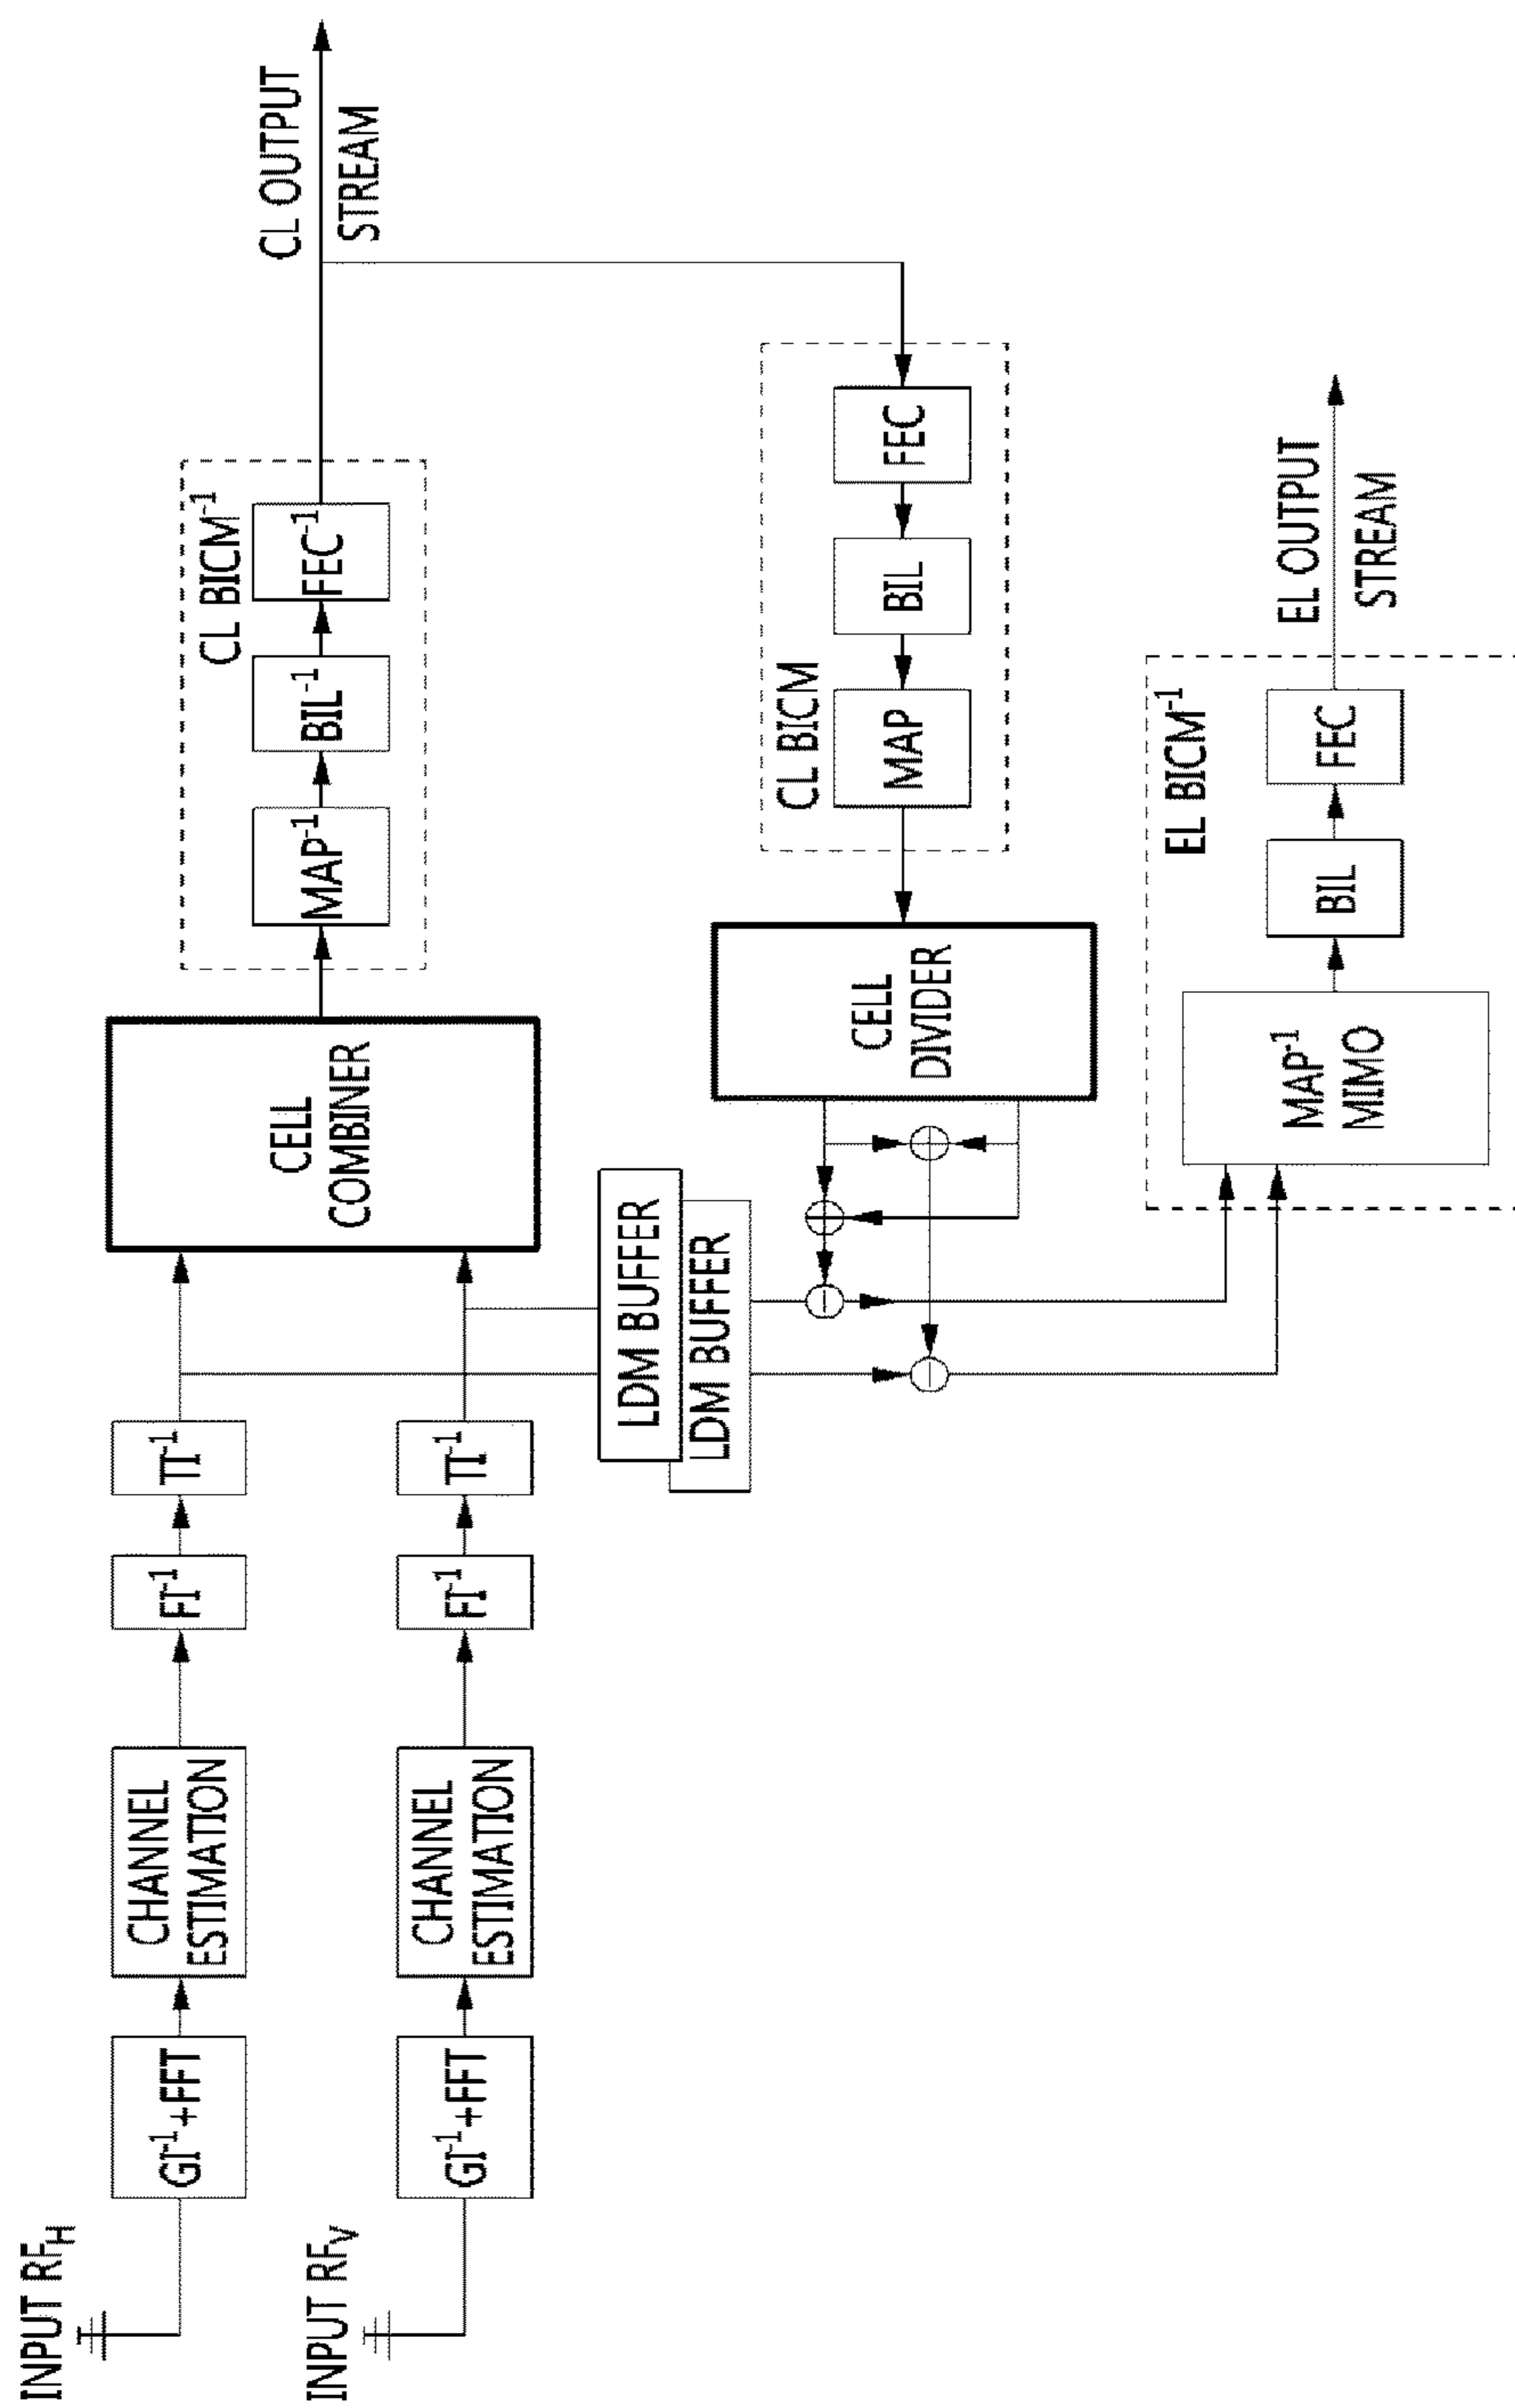 INPUT RF_H
GI⁻¹+FFT
CHANNEL
ESTIMATION
FI⁻¹
TI⁻¹
INPUT RF_V
GI⁻¹+FFT
CHANNEL
ESTIMATION
FI⁻¹
TI⁻¹
CELL
COMBINER
CL BICM⁻¹
MAP⁻¹
BIL⁻¹
FEC⁻¹
CL OUTPUT
STREAM
LDM BUFFER
LDM BUFFER
CELL
DIVIDER
CL BICM
MAP
BIL
FEC
EL BICM⁻¹
MAP⁻¹
MIMO
BIL
FEC
EL OUTPUT
STREAM